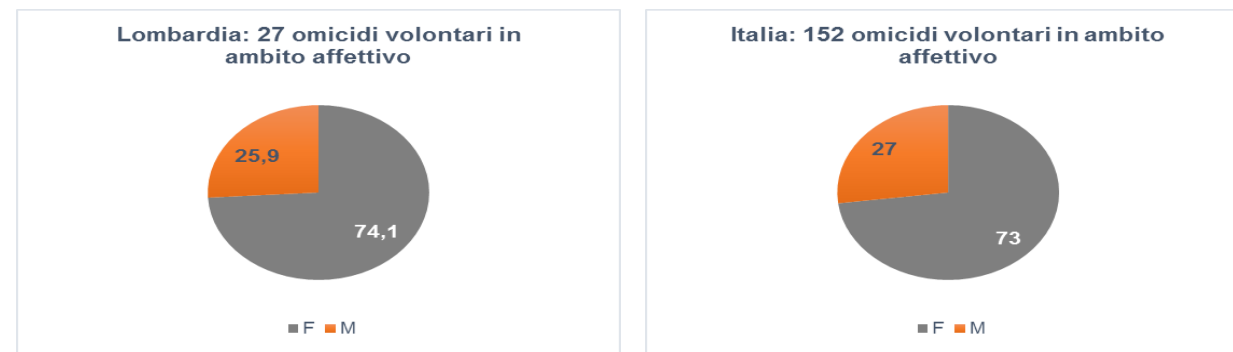 Lombardia: 27 omicidi volontari in
ambito affettivo
25,9
74,1
F M
Italia: 152 omicidi volontari in ambito
affettivo
27
73
F M